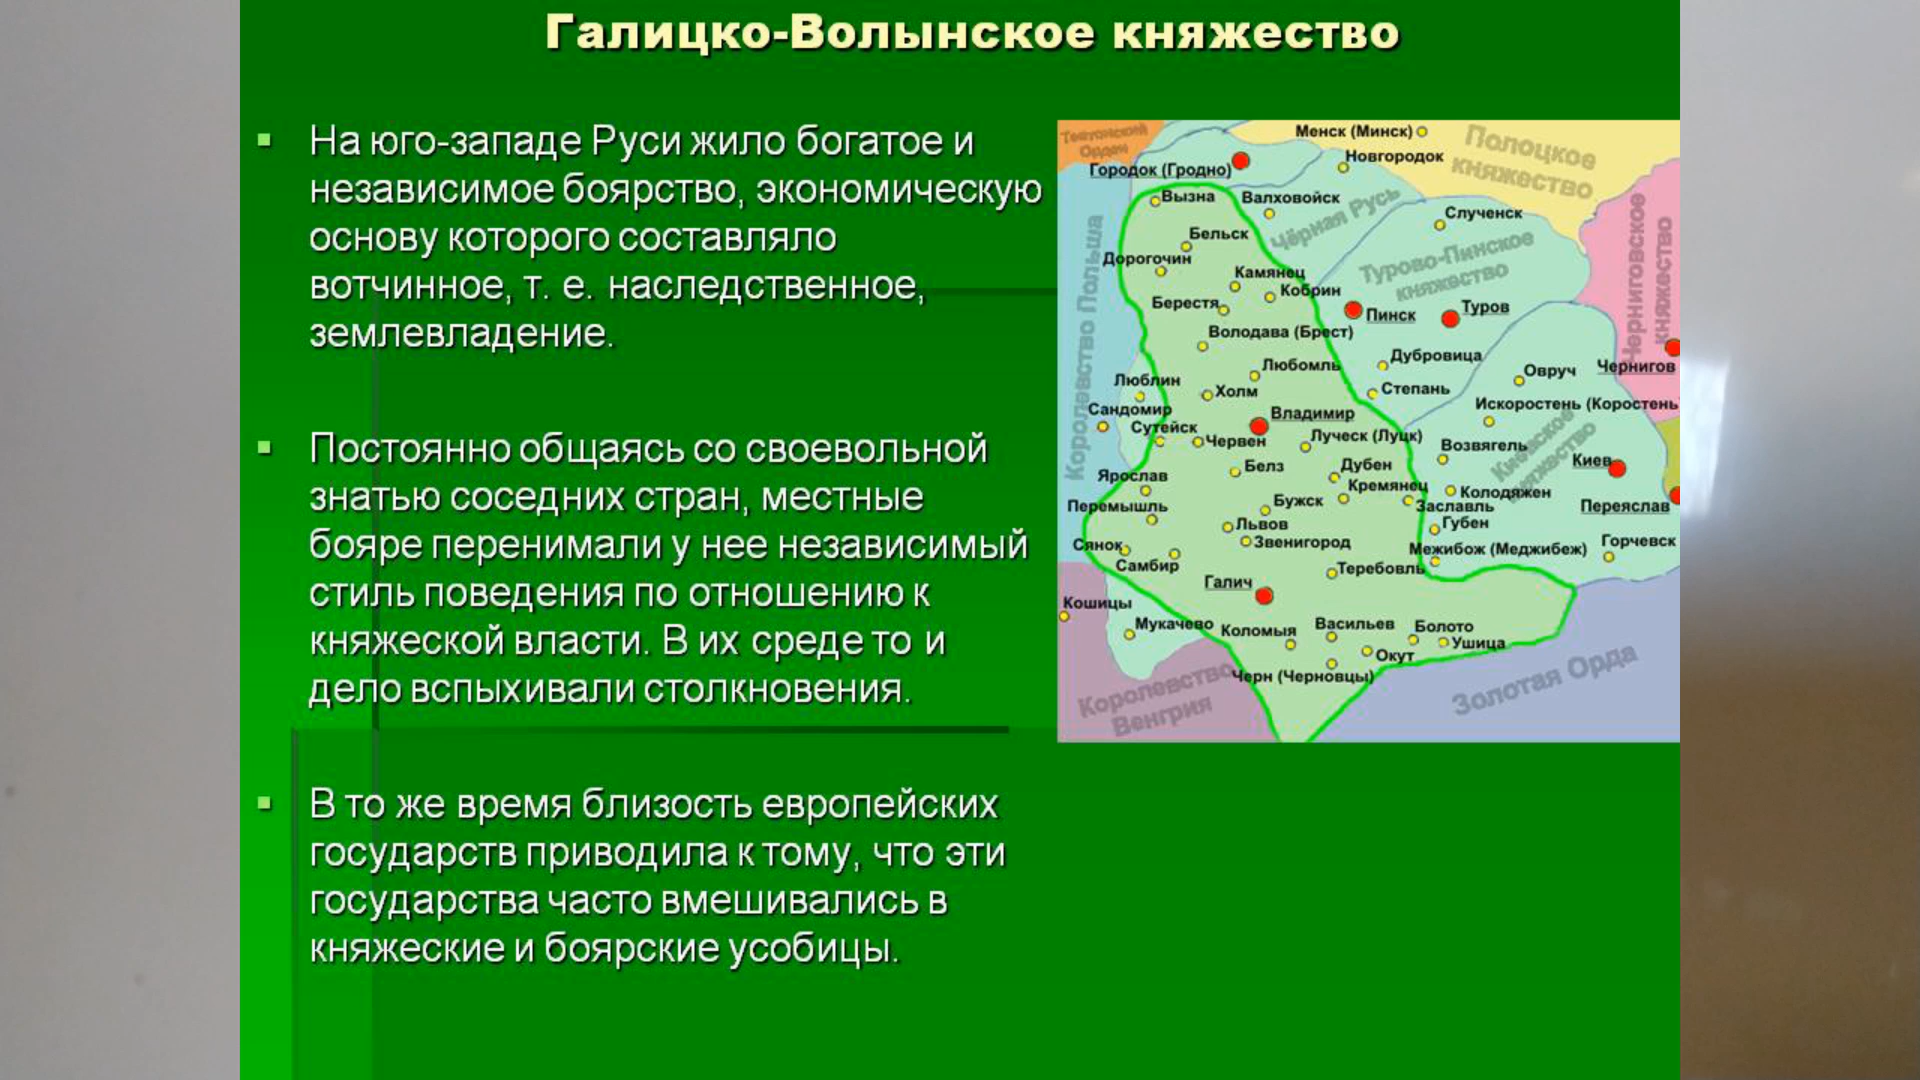 Галицко-Волынское княжество
На юго-западе Руси жило богатое и
независимое боярство, экономическую
основу которого составляло
вотчинное, т. е. наследственное,
землевладение.
Постоянно общаясь со своевольной
знатью соседних стран, местные
бояре перенимали у нее независимый
стиль поведения по отношению к
княжеской власти. В их среде то и
дело вспыхивали столкновения.
В то же время близость европейских
государств приводила к тому, что эти
государства часто вмешивались в
княжеские и боярские усобицы.
Тевтонский
Орден
Менск (Минск)
Полоцкое
княжество
Новгородок
Городок (Гродно)
Вызна
Валховойск
Чёрная Русь
Слученск
Черниговское
княжество
Королевство Польша
Бельск
Турово-Пинское
княжество
Дорогочин
Камянец
Кобрин
Берестя
Пинск
Туров
Володава (Брест)
Дубровица
Любомль
Овруч
Чернигов
Люблин
Холм
Степань
Сандомир
Владимир
Искоростень (Коростень
Сутейск
Червен
Луческ (Луцк)
Возвягель
Киевское
княжество
Киев
Белз
Дубен
Ярослав
Кремянец
Колодяжен
Перемышль
Бужск
Заславль
Переяслав
Львов
Губен
Сянок
Звенигород
Межибож (Меджибеж)
Горчевск
Самбир
Теребовль
Галич
Кошицы
Мукачево
Коломыя
Васильев
Болото
Ушица
Окут
Черн (Черновцы)
Королевство
Венгрия
Золотая Орда